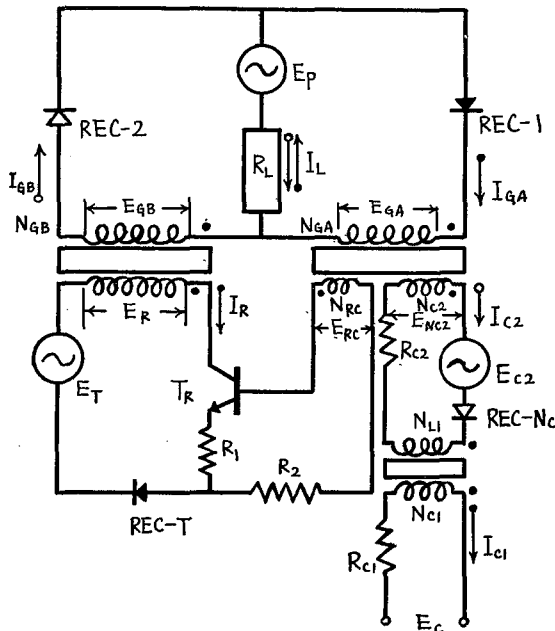 E_P
REC-2
REC-1
R_L
I_L
I_GB
I_GA
E_GB
E_GA
N_GB
N_GA
E_R
I_R
N_RC
E_RC
N_C2
E_NC2
I_C2
R_C2
E_C2
E_T
T_R
REC-N_C
R_1
N_L1
R_2
REC-T
N_C1
R_C1
I_C1
E_C